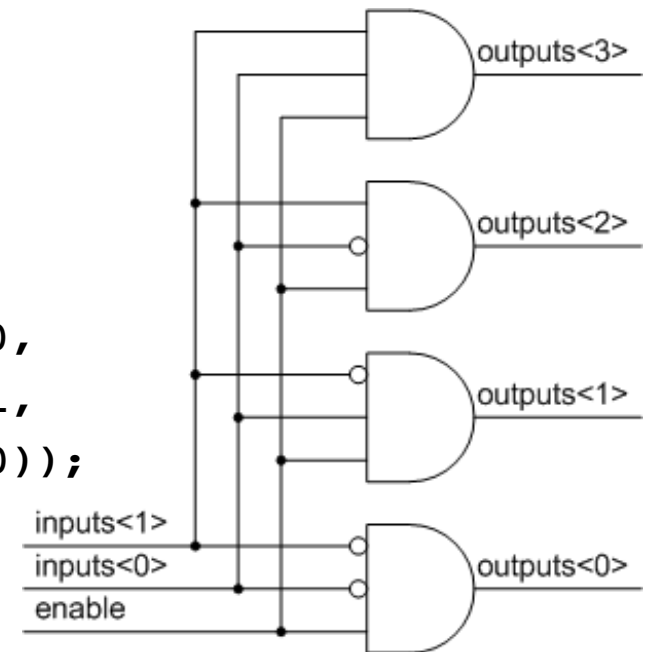 outputs<3>
outputs<2>
,
outputs<1>
,
));
inputs<1>
inputs<0>
outputs<0>
enable